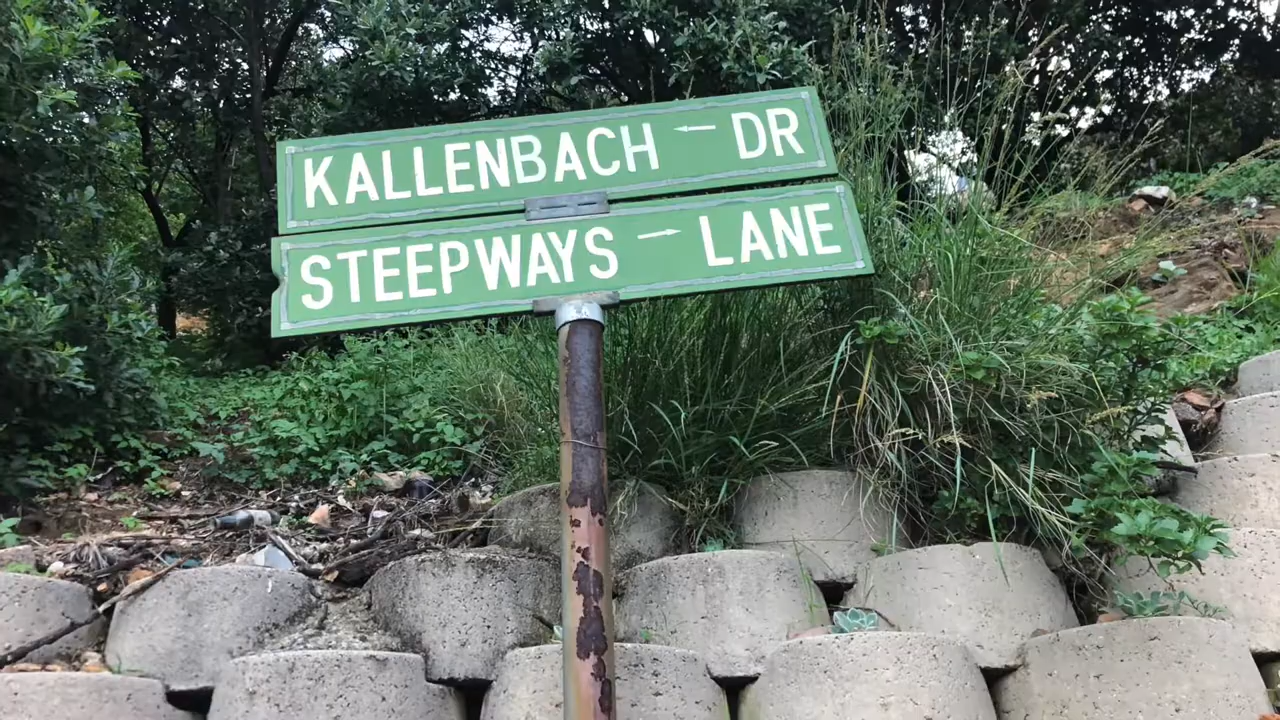 KALLENBACH ← DR
STEEPWAYS → LANE